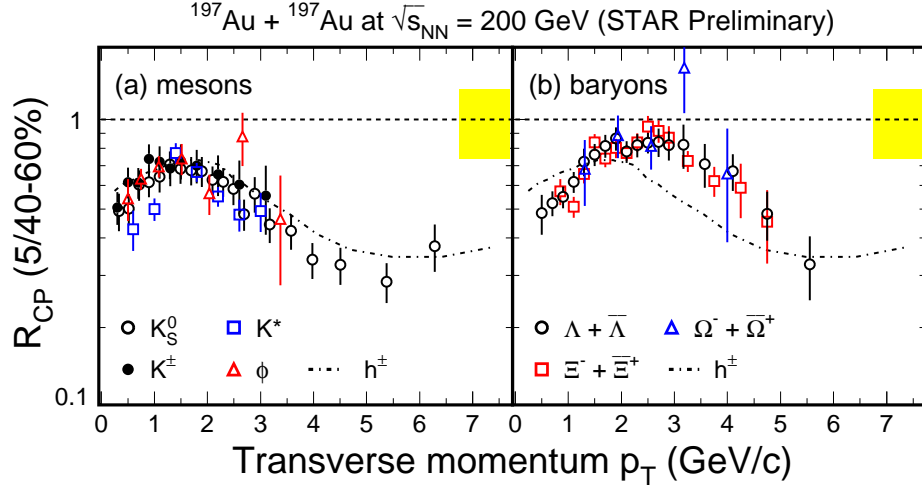 ¹⁹⁷Au + ¹⁹⁷Au at √s̅_NN = 200 GeV (STAR Preliminary)
R_CP (5/40-60%)
1
0.1
(a) mesons
K⁰_S
K*
K^±
ϕ
h^±
0 1 2 3 4 5 6 7
(b) baryons
Λ + Λ̅
Ω⁻ + Ω̅⁺
Ξ⁻ + Ξ̅⁺
h^±
0 1 2 3 4 5 6 7
Transverse momentum p_T (GeV/c)